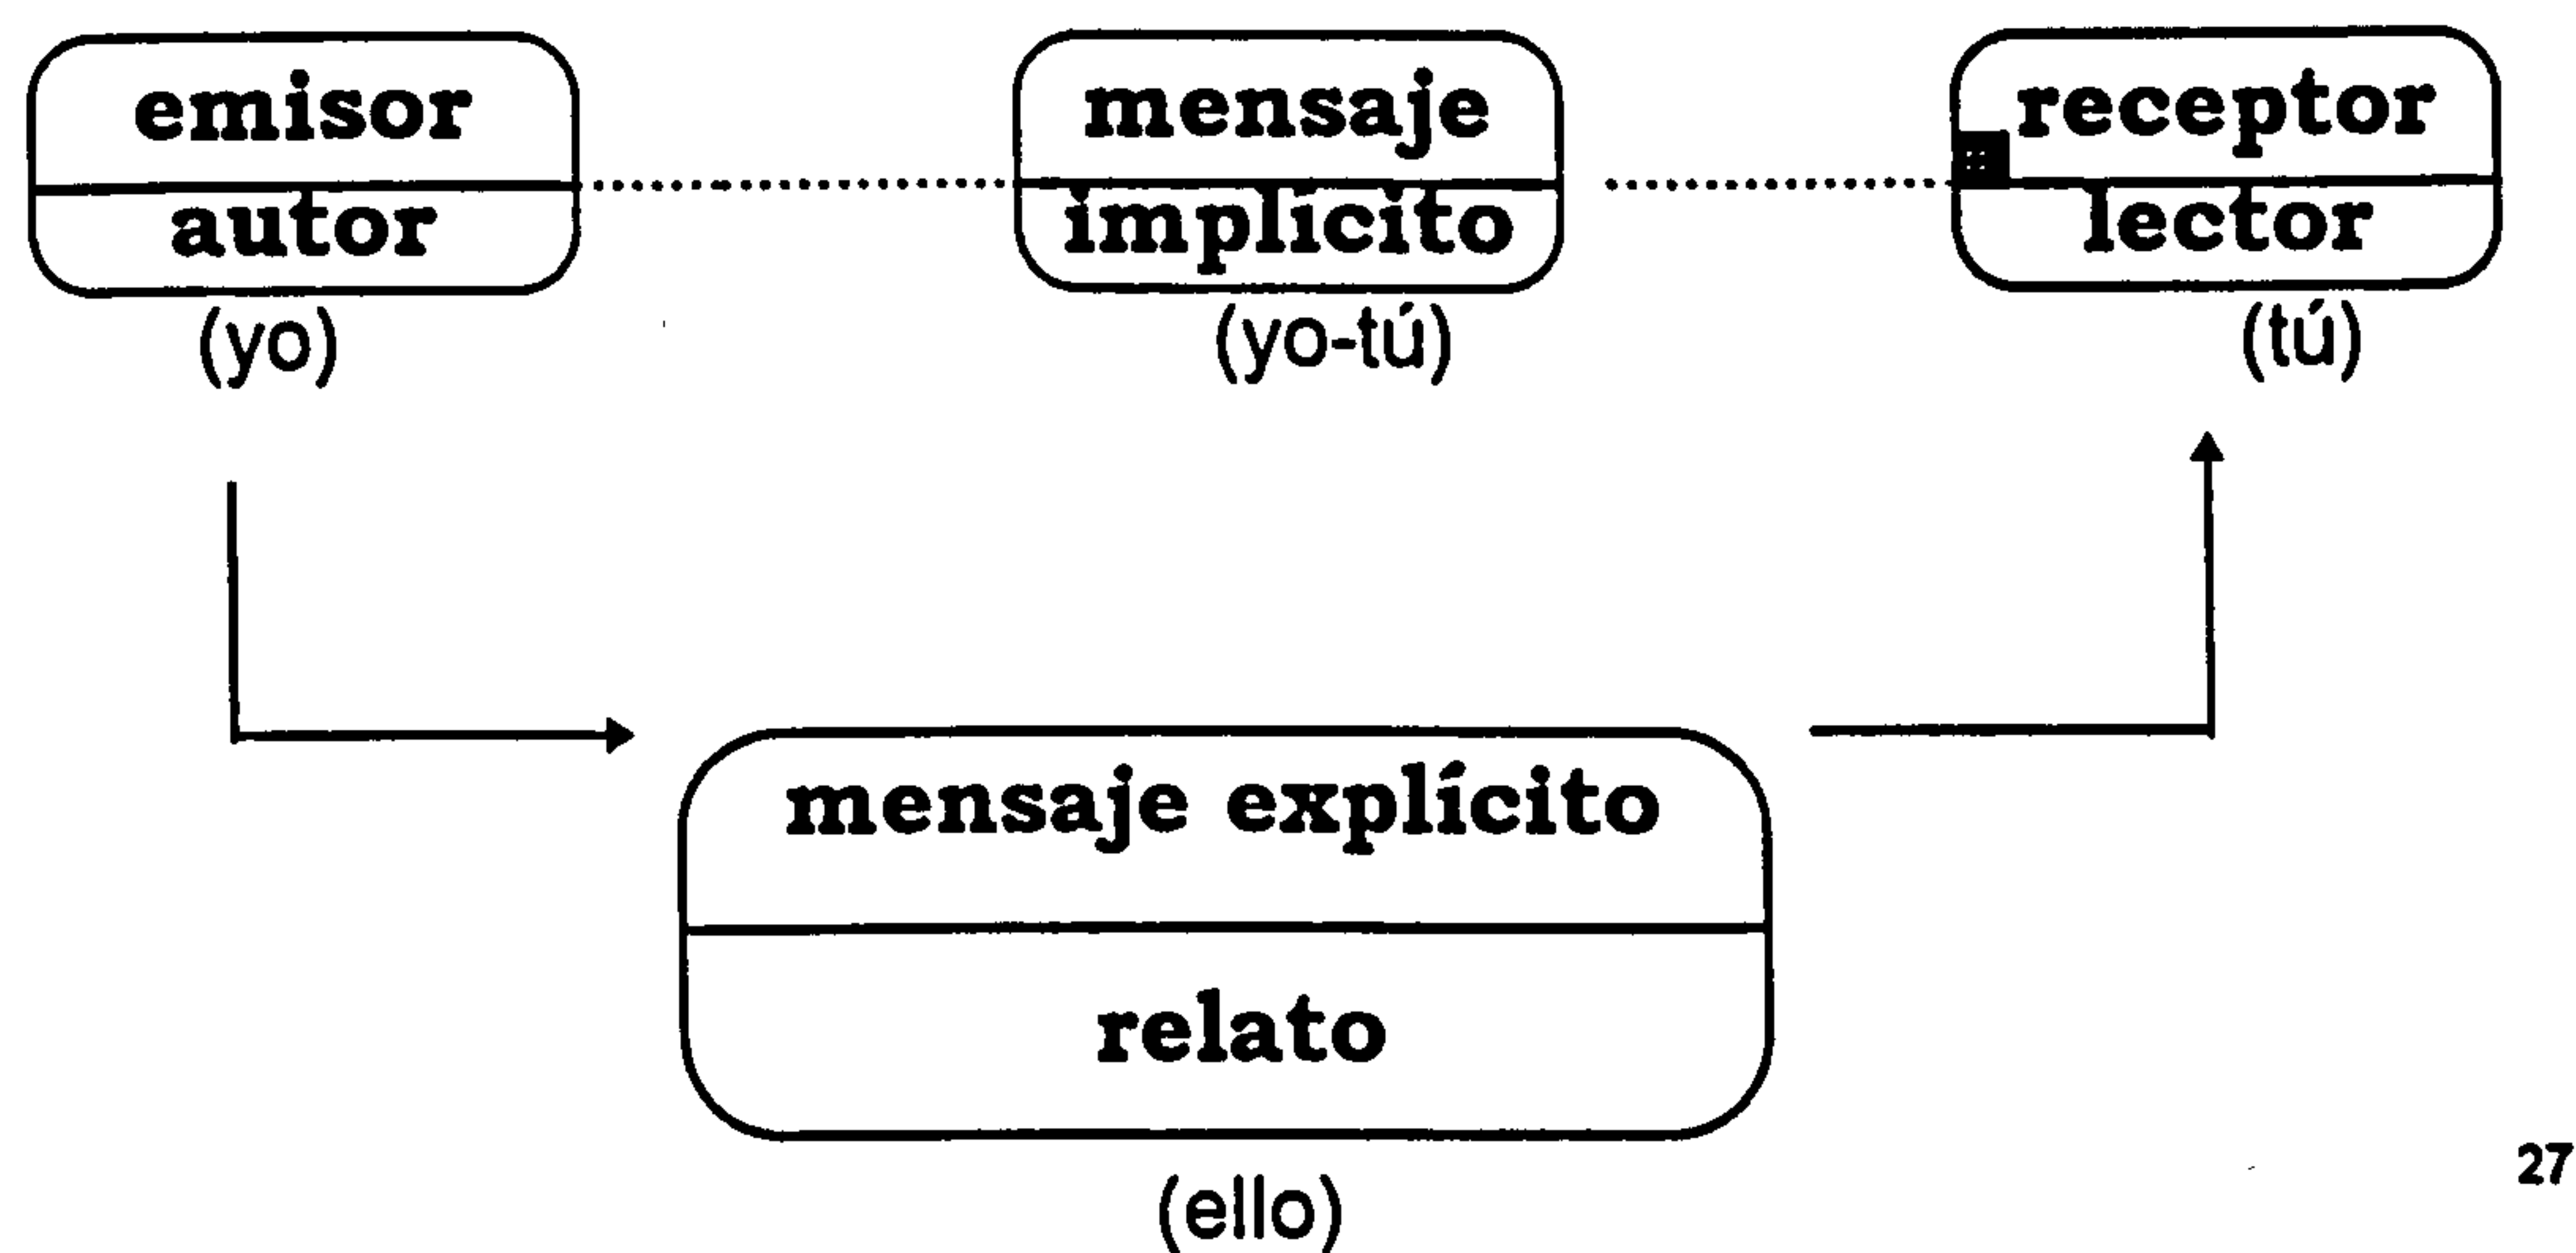 emisor
autor
(yo)
mensaje
implícito
(yo-tú)
receptor
lector
(tú)
mensaje explícito
relato
(ello)
27